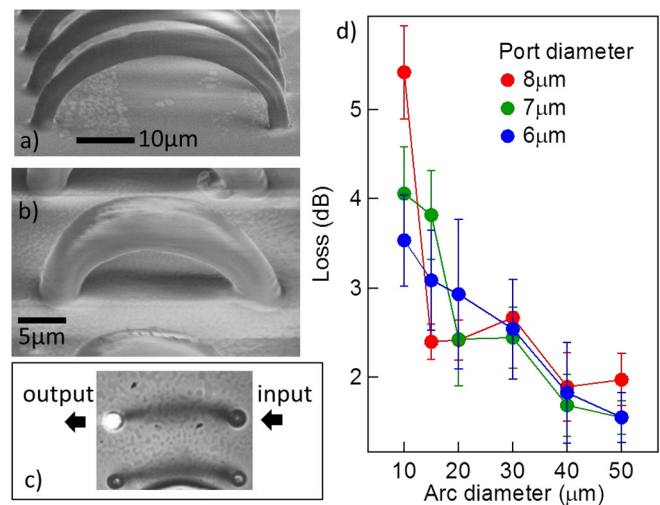 a)
10μm
b)
5μm
output
input
c)
d)
Port diameter
8μm
7μm
6μm
Loss (dB)
5
4
3
2
10
20
30
40
50
Arc diameter (μm)